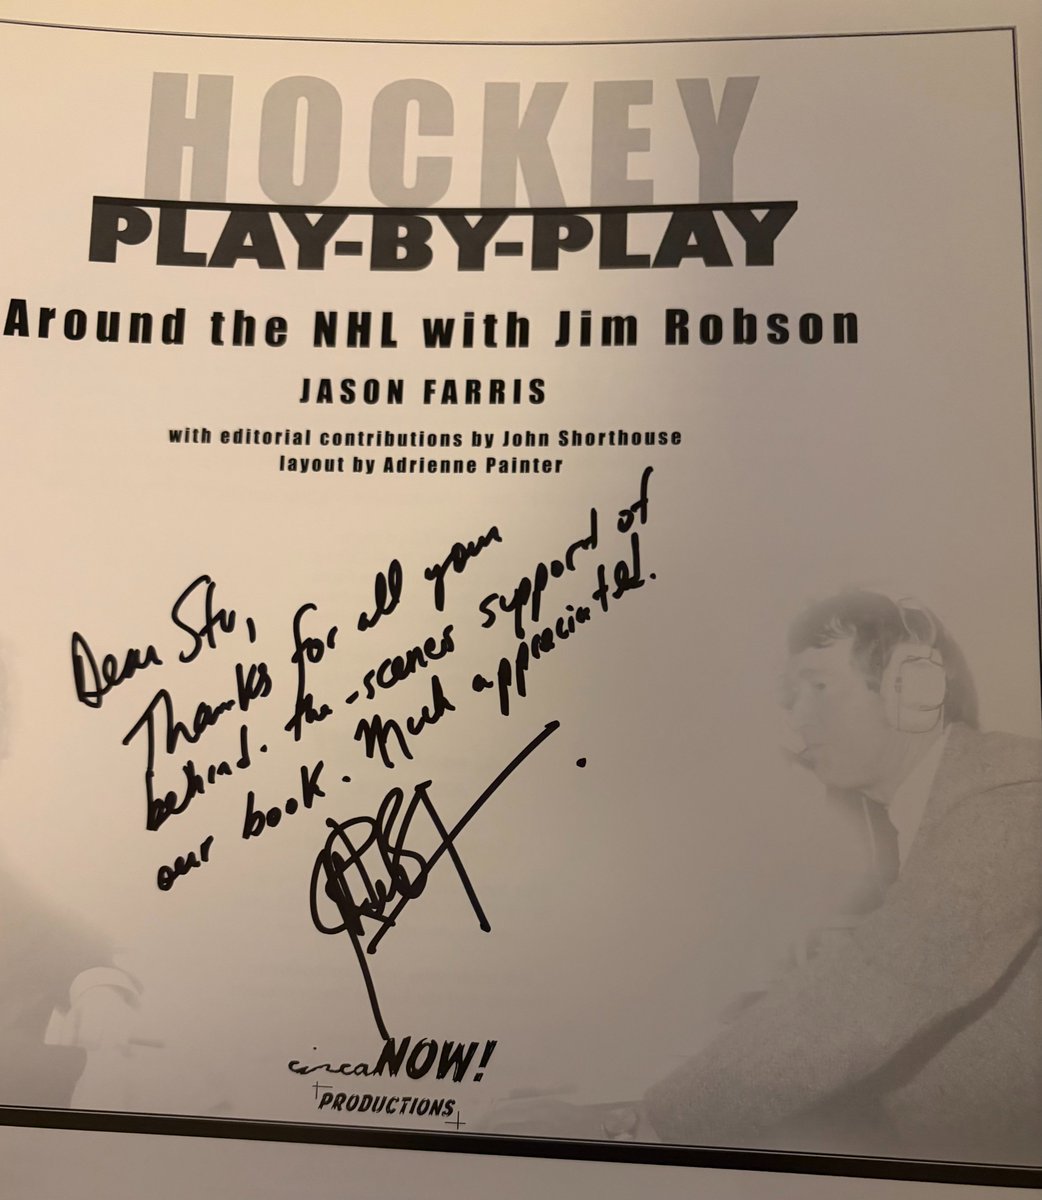 HOCKEY
PLAY-BY-PLAY
Around the NHL with Jim Robson
JASON FARRIS
with editorial contributions by John Shorthouse
layout by Adrienne Painter
Dear Stu,
Thanks for all your
behind-the-scenes support of
our book. Much appreciated.
circaNOW!
PRODUCTIONS